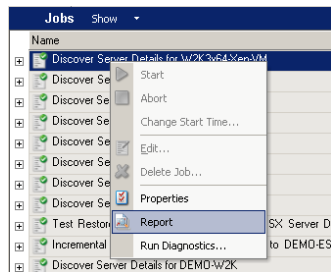 Jobs Show
Name
Discover Server Details for W2K3x64-Xen-VM
Discover Se
Start
Discover Se
Abort
Discover Se
Change Start Time...
Discover Se
Edit...
Discover Se
Delete Job...
Discover Se
Discover Se
Properties
Test Restor
Report
SX Server D
Incremental
Run Diagnostics...
to DEMO-ES
Discover Server Details for DEMO-W2K